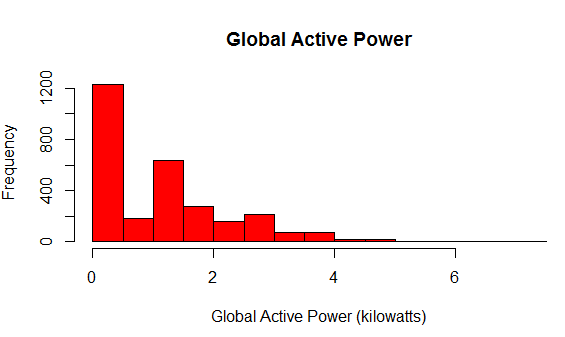 Global Active Power
Frequency
1200
800
400
0
0 2 4 6
Global Active Power (kilowatts)